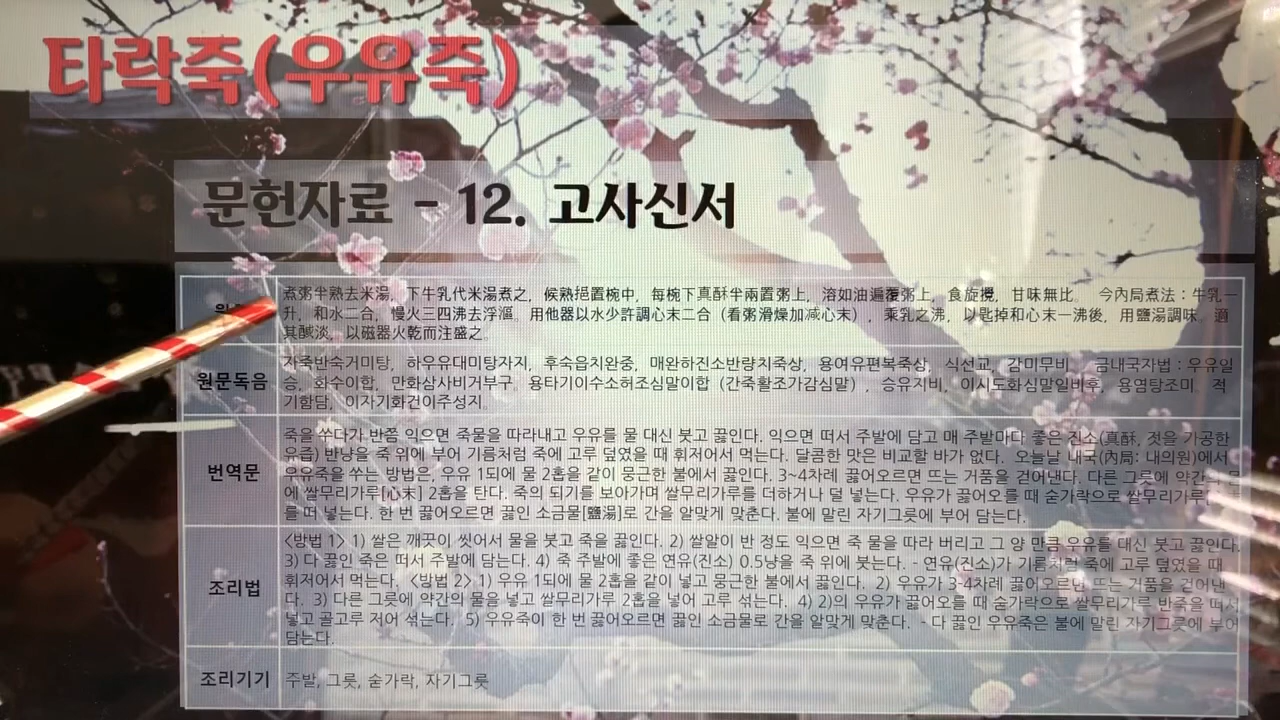 타락죽(우유죽)
문헌자료 - 12. 고사신서
煮粥半熟去米湯, 下牛乳代米湯煮之, 候熟挹置椀中, 每椀下真酥半兩置粥上, 溶如油遍覆粥上, 食旋攪, 甘味無比. 今內局煮法 : 牛乳一
升, 和水二合, 慢火三四沸去浮漚. 用他器以水少許調心末二合 (看粥滑燥加減心末), 乘乳之沸, 以匙掉和心末一沸後, 用鹽湯調味. 適
其醎淡, 以磁器火乾而注盛之.
원문독음
자죽반숙거미탕, 하우유대미탕자지, 후숙읍치완중, 매완하진소반량치죽상, 용여유편복죽상, 식선교, 감미무비. 금내국자법 : 우유일
승, 화수이합, 만화삼사비거부구. 용타기이수소허조심말이합 (간죽활조가감심말), 승유지비, 이시도화심말일비후, 용염탕조미. 적
기함담, 이자기화건이주성지.
번역문
죽을 쑤다가 반쯤 익으면 죽물을 따라내고 우유를 물 대신 붓고 끓인다. 익으면 떠서 주발에 담고 매 주발마다 좋은 진소(真酥, 젓을 가공한
유즙) 반냥을 죽 위에 부어 기름처럼 죽에 고루 덮였을 때 휘저어서 먹는다. 달콤한 맛은 비교할 바가 없다. 오늘날 내국(內局: 내의원)에서
우유죽을 쑤는 방법은, 우유 1되에 물 2홉을 같이 뭉근한 불에서 끓인다. 3~4차례 끓어오르면 뜨는 거품을 걷어낸다. 다른 그릇에 약간의
에 쌀무리가루[心末] 2홉을 탄다. 죽의 되기를 보아가며 쌀무리가루를 더하거나 덜 넣는다. 우유가 끓어오를 때 숟가락으로 쌀무리가루
를 떠 넣는다. 한 번 끓어오르면 끓인 소금물[鹽湯]로 간을 알맞게 맞춘다. 불에 말린 자기그릇에 부어 담는다.
조리법
<방법 1> 1) 쌀은 깨끗이 씻어서 물을 붓고 죽을 끓인다. 2) 쌀알이 반 정도 익으면 죽 물을 따라 버리고 그 양 만큼 우유를 대신 붓고 끓인다.
3) 다 끓인 죽은 떠서 주발에 담는다. 4) 죽 주발에 좋은 연유(진소) 0.5냥을 죽 위에 붓는다. - 연유(진소)가 기름처럼 죽에 고루 덮였을 때
휘저어서 먹는다. <방법 2> 1) 우유 1되에 물 2홉을 같이 넣고 뭉근한 불에서 끓인다. 2) 우유가 3-4차례 끓어오르면 뜨는 거품을 걷어낸
다. 3) 다른 그릇에 약간의 물을 넣고 쌀무리가루 2홉을 넣어 고루 섞는다. 4) 2)의 우유가 끓어오를 때 숟가락으로 쌀무리가루 반죽을 떠서
넣고 골고루 저어 섞는다. 5) 우유죽이 한 번 끓어오르면 끓인 소금물로 간을 알맞게 맞춘다. - 다 끓인 우유죽은 불에 말린 자기그릇에 부어
담는다.
조리기기
주발, 그릇, 숟가락, 자기그릇